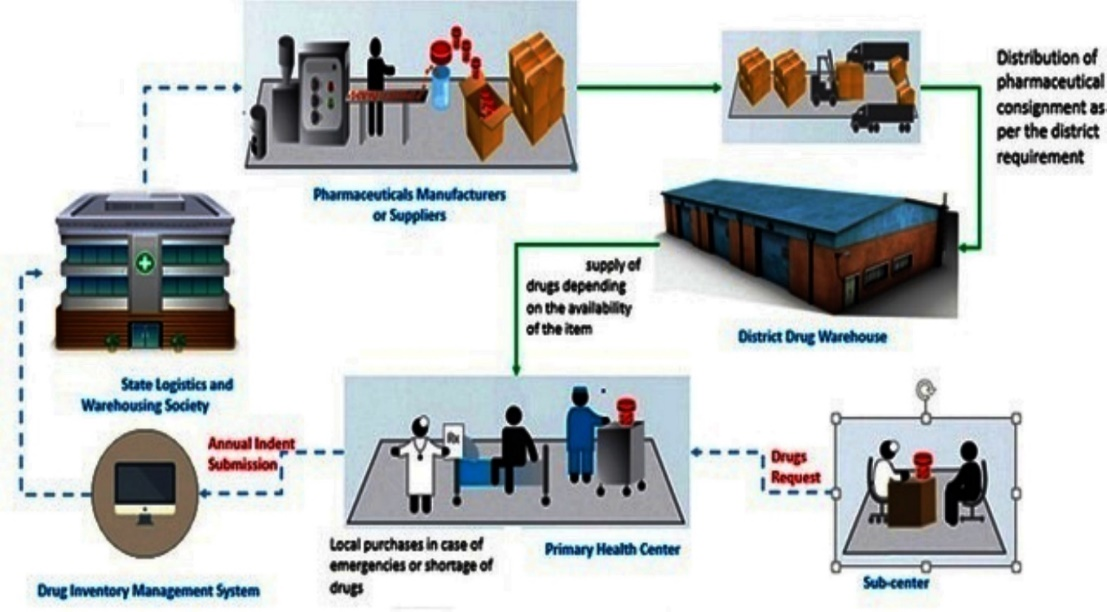 Distribution of
pharmaceutical
consignment as
per the district
requirement
Pharmaceuticals Manufacturers
or Suppliers
supply of
drugs depending
on the availability
of the item
District Drug Warehouse
State Logistics and
Warehousing Society
Annual Indent
Submission
Rx
Drugs
Request
Local purchases in case of
emergencies or shortage of
drugs
Primary Health Center
Drug Inventory Management System
Sub-center